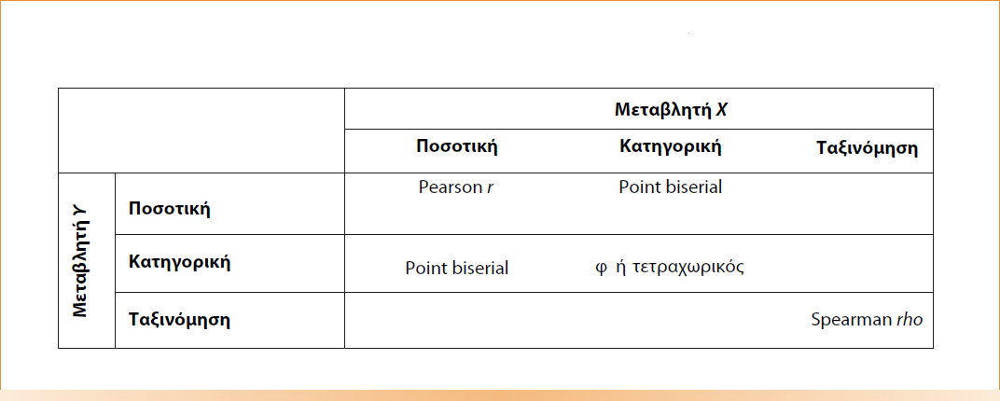 Μεταβλητή X
Ποσοτική Κατηγορική Ταξινόμηση
Μεταβλητή Y
Ποσοτική Pearson r Point biserial
Κατηγορική Point biserial φ ή τετραχωρικός
Ταξινόμηση Spearman rho